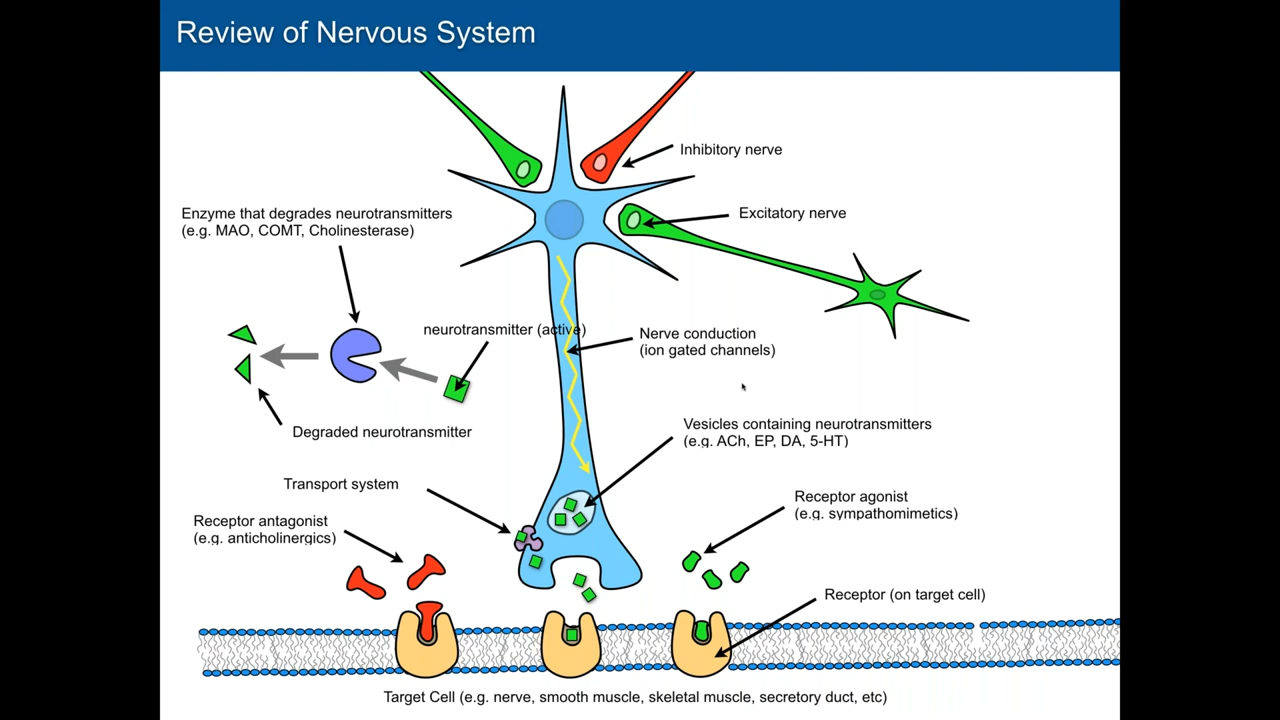 Review of Nervous System
Inhibitory nerve
Excitatory nerve
Enzyme that degrades neurotransmitters
(e.g. MAO, COMT, Cholinesterase)
neurotransmitter (active)
Nerve conduction
(ion gated channels)
Degraded neurotransmitter
Vesicles containing neurotransmitters
(e.g. ACh, EP, DA, 5-HT)
Transport system
Receptor agonist
(e.g. sympathomimetics)
Receptor antagonist
(e.g. anticholinergics)
Receptor (on target cell)
Target Cell (e.g. nerve, smooth muscle, skeletal muscle, secretory duct, etc)